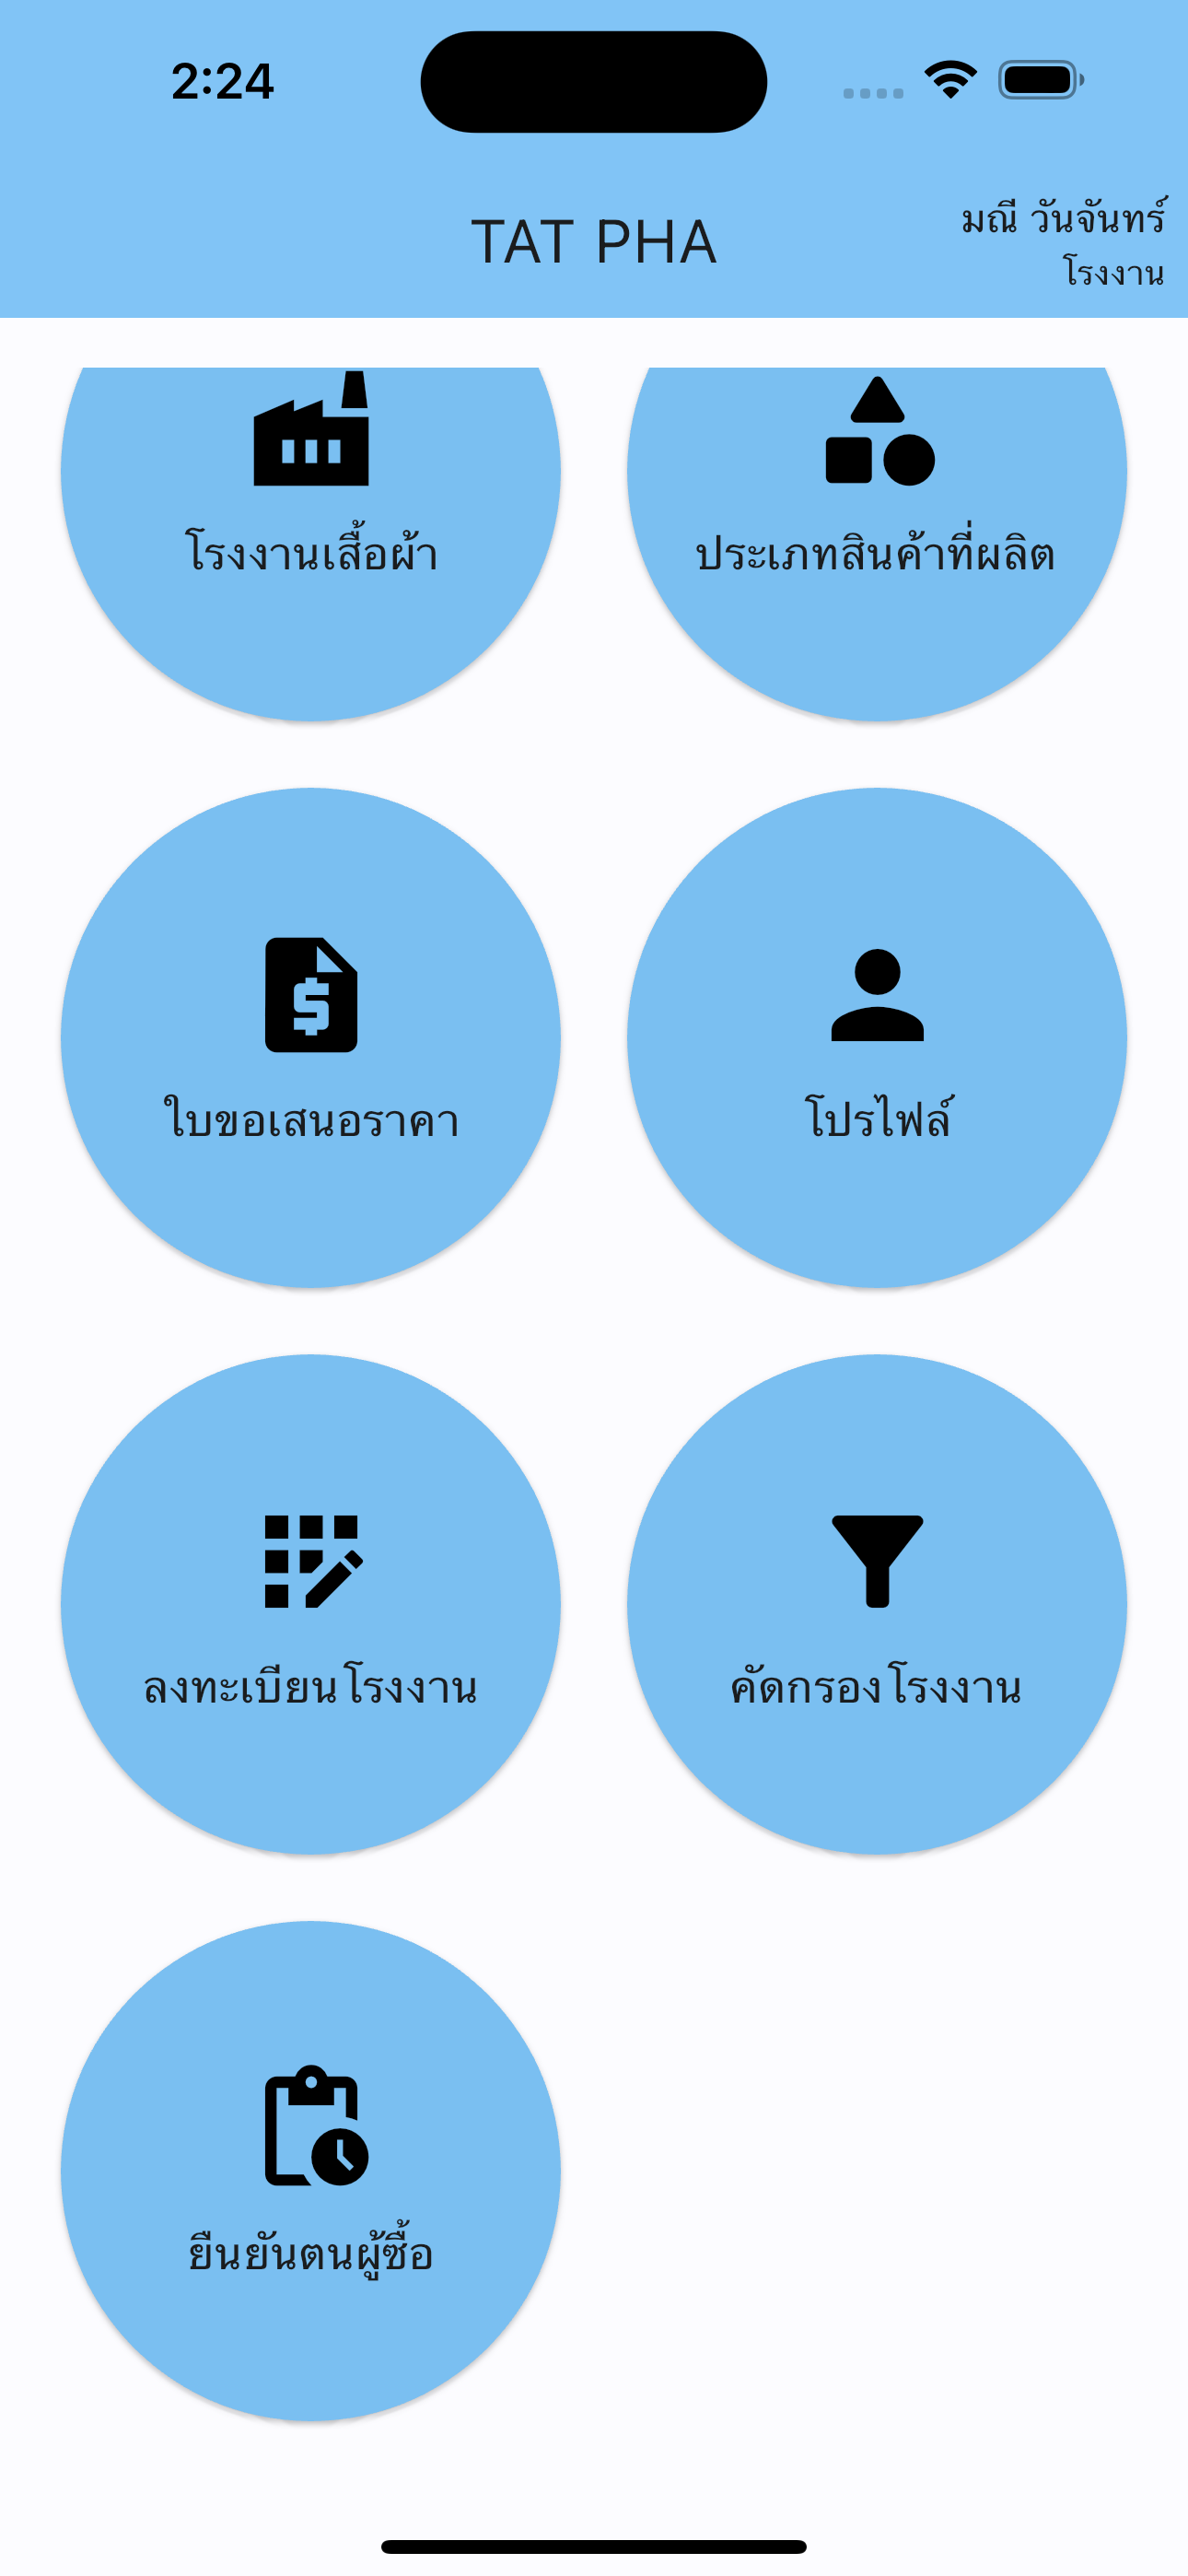 2:24
TAT PHA
มณี วันจันทร์
โรงงาน
โรงงานเสื้อผ้า
ประเภทสินค้าที่ผลิต
ใบขอเสนอราคา
โปรไฟล์
ลงทะเบียนโรงงาน
คัดกรองโรงงาน
ยืนยันตนผู้ซื้อ